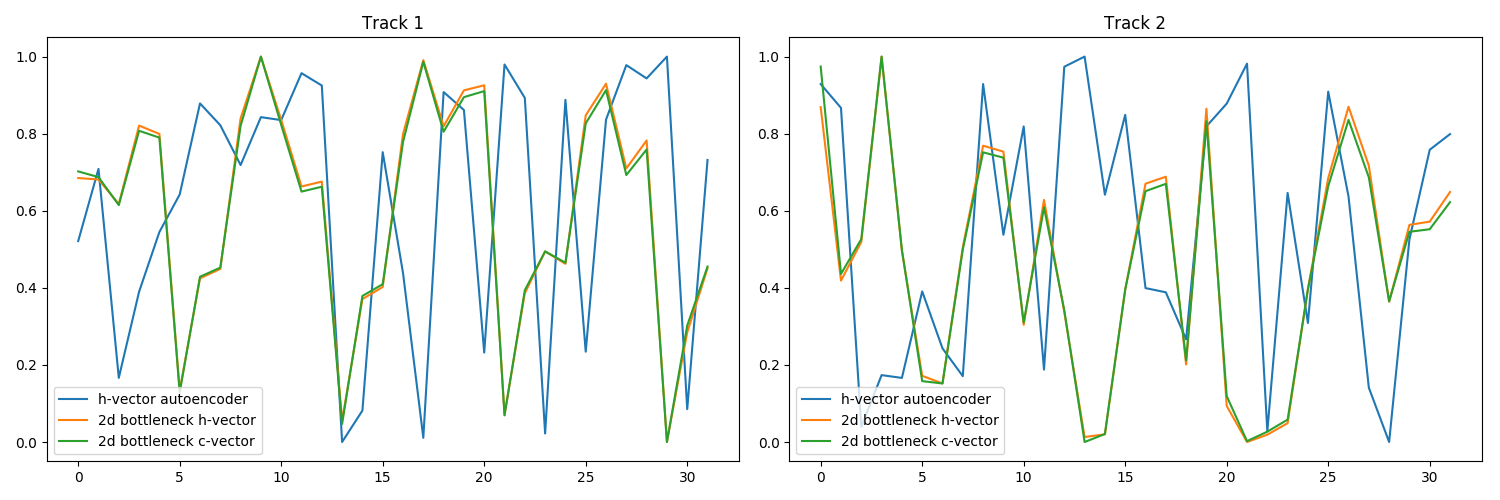 Track 1
1.0
0.8
0.6
0.4
0.2
0.0
h-vector autoencoder
2d bottleneck h-vector
2d bottleneck c-vector
0 5 10 15 20 25 30
Track 2
1.0
0.8
0.6
0.4
0.2
0.0
h-vector autoencoder
2d bottleneck h-vector
2d bottleneck c-vector
0 5 10 15 20 25 30